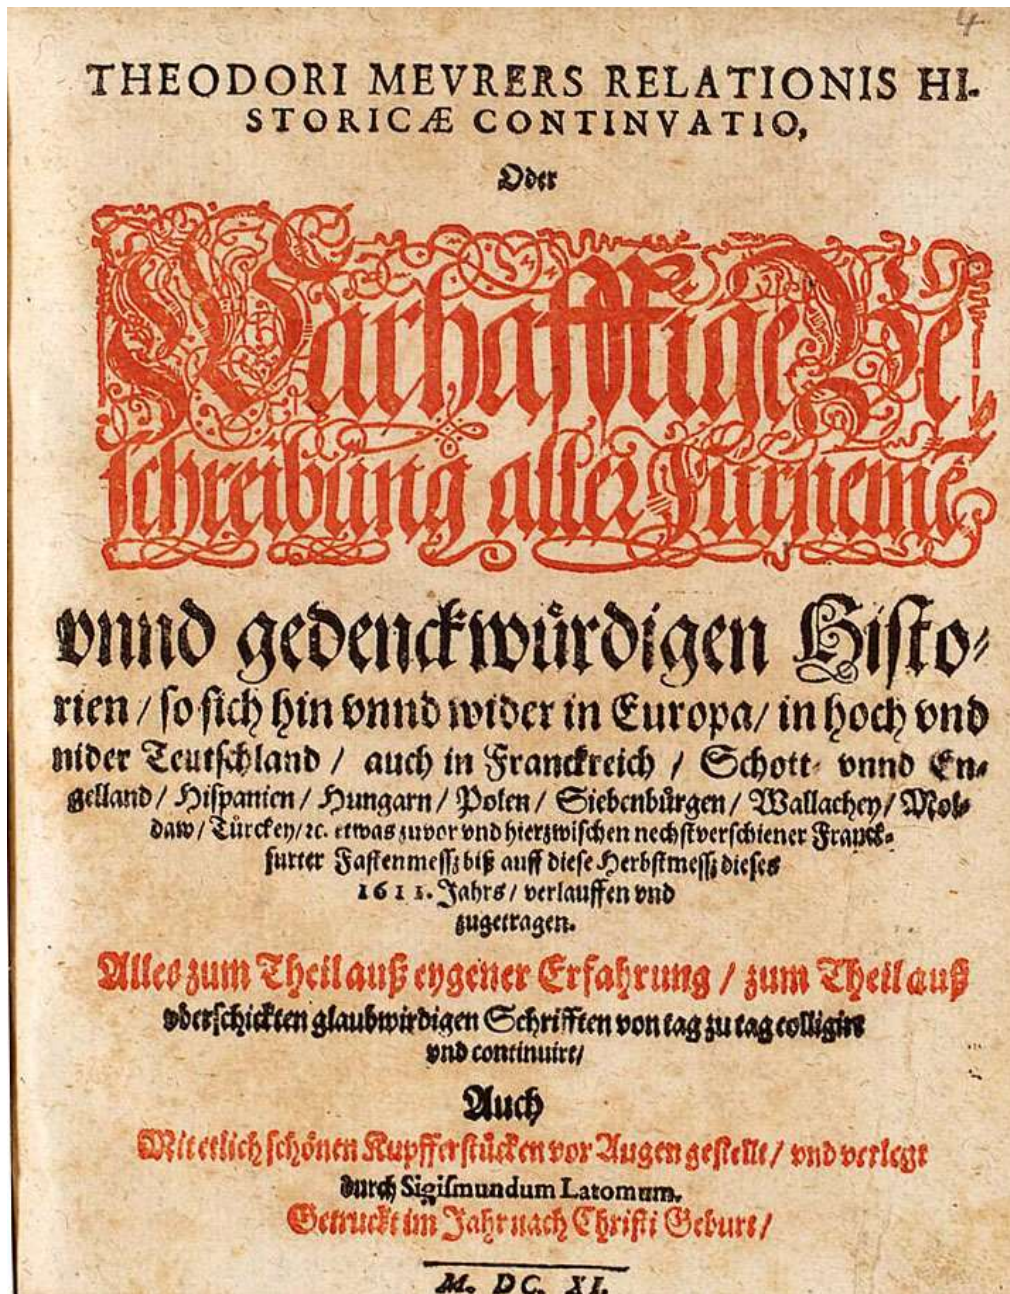 4
THEODORI MEVRERS RELATIONIS HI-
STORICÆ CONTINVATIO,
Oder
Warhafftige Be
schreibung aller Fürneme
vnnd gedenckwürdigen Histo-
rien / so sich hin vnnd wider in Europa / in hoch vnd
nider Teutschland / auch in Franckreich / Schott- vnnd En-
gelland / Hispanien / Hungarn / Polen / Siebenbürgen / Wallachey / Mol-
daw / Türckey / ꝛc. etwas zuvor vnd hierzwischen nechstverschiener Franck-
furter Fastenmessz biß auff diese Herbstmessz dieses
1611. Jahrs / verlauffen vnd
zugetragen.
Alles zum Theil auß eygener Erfahrung / zum Theil auß
vberschickten glaubwirdigen Schrifften von tag zu tag colligirt
vnd continuirt /
Auch
Mit etlich schönen Kupfferstücken vor Augen gestellt / vnd verlegt
durch Sigismundum Latomum.
Getruckt im Jahr nach Christi Geburt /
M. DC. XI.